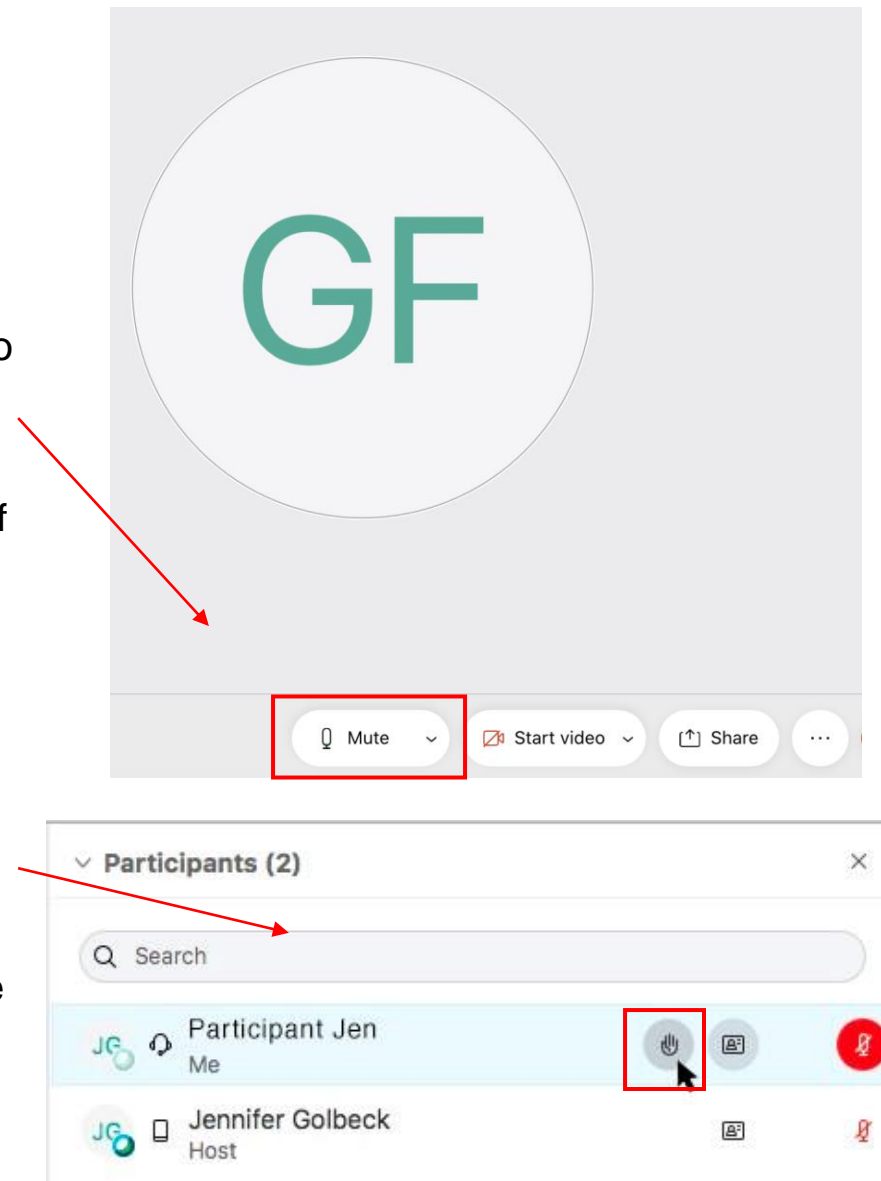 GF
o
f
Mute
Start video
Share
...
Participants (2)
Search
e
JG
Participant Jen
Me
JG
Jennifer Golbeck
Host